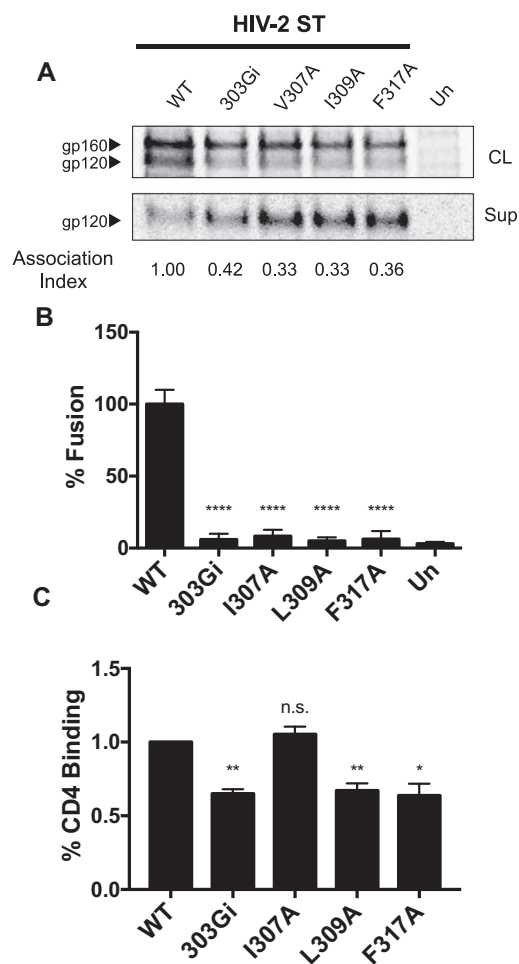 HIV-2 ST
A
WT 303Gi V307A I309A F317A Un
gp160
gp120
CL
gp120
Sup
Association Index 1.00 0.42 0.33 0.33 0.36
B
150
100
50
0
% Fusion
**** **** **** ****
WT 303Gi I307A L309A F317A Un
C
1.5
1.0
0.5
0.0
% CD4 Binding
** n.s. ** *
WT 303Gi I307A L309A F317A